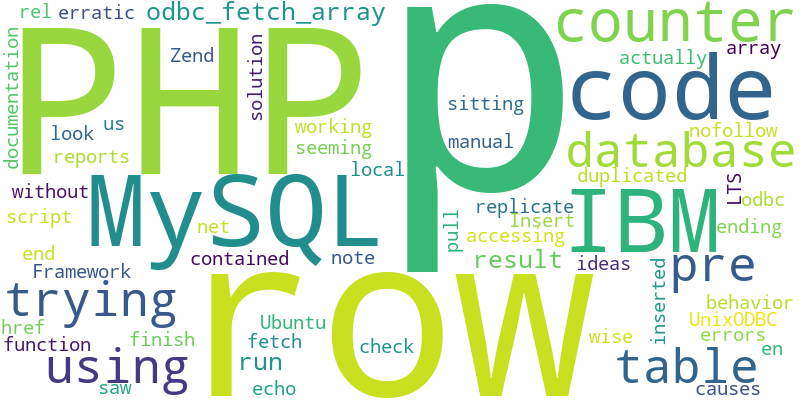 rel
erratic
odbc_fetch_array
counter
PHP
p
Zend
solution
documentation
look
us
reports
working
seeming
sitting
manual
code
actually
array
nofollow
database
duplicated
local
without
MySQL
script
net
end
contained
note
Framework
replicate
Insert
accessing
pull
result
IBM
LTS
odbc
ending
ideas
pre
inserted
behavior
UnixODBC
errors
en
trying
href
function
finish
using
saw
row
Ubuntu
fetch
run
echo
check
wise
table
causes